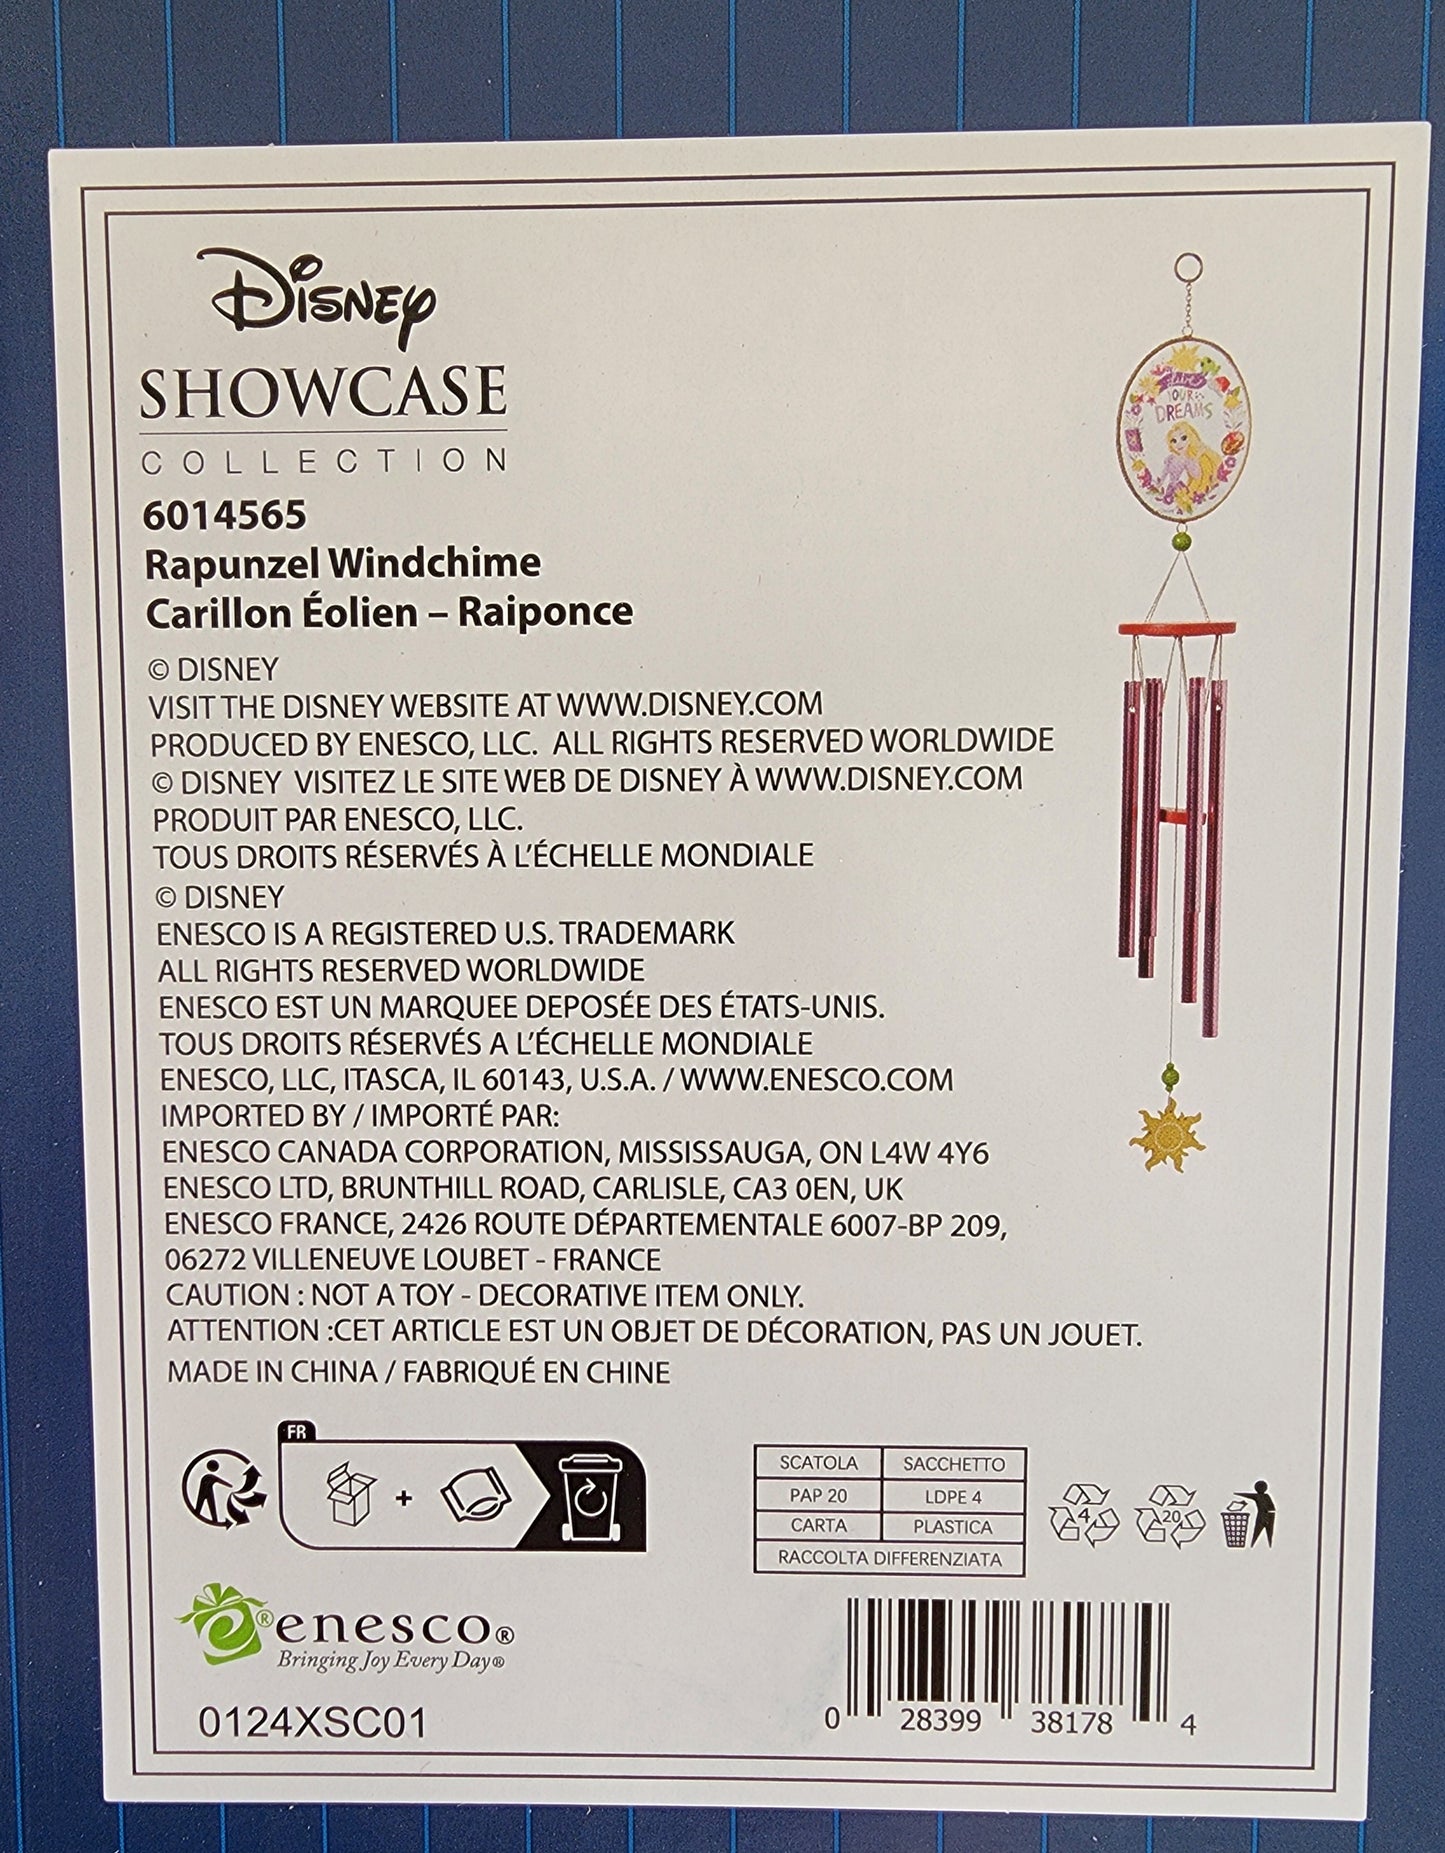 Disney
SHOWCASE
COLLECTION
6014565
Rapunzel Windchime
Carillon Éolien – Raiponce
© DISNEY
VISIT THE DISNEY WEBSITE AT WWW.DISNEY.COM
PRODUCED BY ENESCO, LLC. ALL RIGHTS RESERVED WORLDWIDE
© DISNEY VISITEZ LE SITE WEB DE DISNEY À WWW.DISNEY.COM
PRODUIT PAR ENESCO, LLC.
TOUS DROITS RÉSERVÉS À L'ÉCHELLE MONDIALE
© DISNEY
ENESCO IS A REGISTERED U.S. TRADEMARK
ALL RIGHTS RESERVED WORLDWIDE
ENESCO EST UN MARQUEE DEPOSÉE DES ÉTATS-UNIS.
TOUS DROITS RÉSERVÉS A L'ÉCHELLE MONDIALE
ENESCO, LLC, ITASCA, IL 60143, U.S.A. / WWW.ENESCO.COM
IMPORTED BY / IMPORTÉ PAR:
ENESCO CANADA CORPORATION, MISSISSAUGA, ON L4W 4Y6
ENESCO LTD, BRUNTHILL ROAD, CARLISLE, CA3 0EN, UK
ENESCO FRANCE, 2426 ROUTE DÉPARTEMENTALE 6007-BP 209,
06272 VILLENEUVE LOUBET - FRANCE
CAUTION : NOT A TOY - DECORATIVE ITEM ONLY.
ATTENTION :CET ARTICLE EST UN OBJET DE DÉCORATION, PAS UN JOUET.
MADE IN CHINA / FABRIQUÉ EN CHINE
Live
YOUR
DREAMS
FR
+
SCATOLA SACCHETTO
PAP 20 LDPE 4
CARTA PLASTICA
RACCOLTA DIFFERENZIATA
4 20
e® enesco®
Bringing Joy Every Day®
0124XSC01
0 28399 38178 4